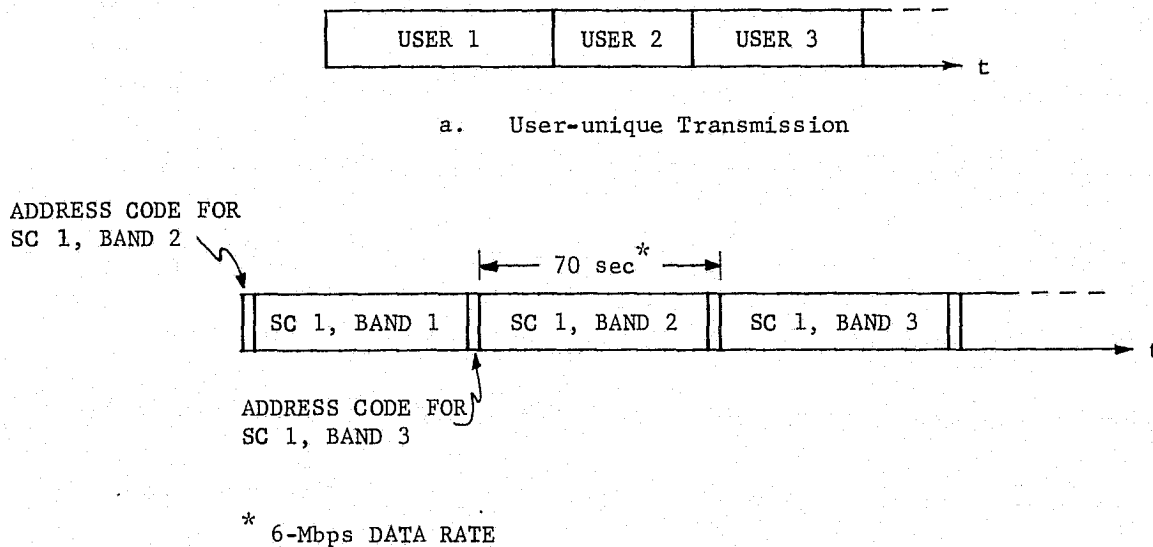 USER 1 USER 2 USER 3
t
a. User-unique Transmission
ADDRESS CODE FOR
SC 1, BAND 2
70 sec*
SC 1, BAND 1 SC 1, BAND 2 SC 1, BAND 3
t
ADDRESS CODE FOR
SC 1, BAND 3
* 6-Mbps DATA RATE